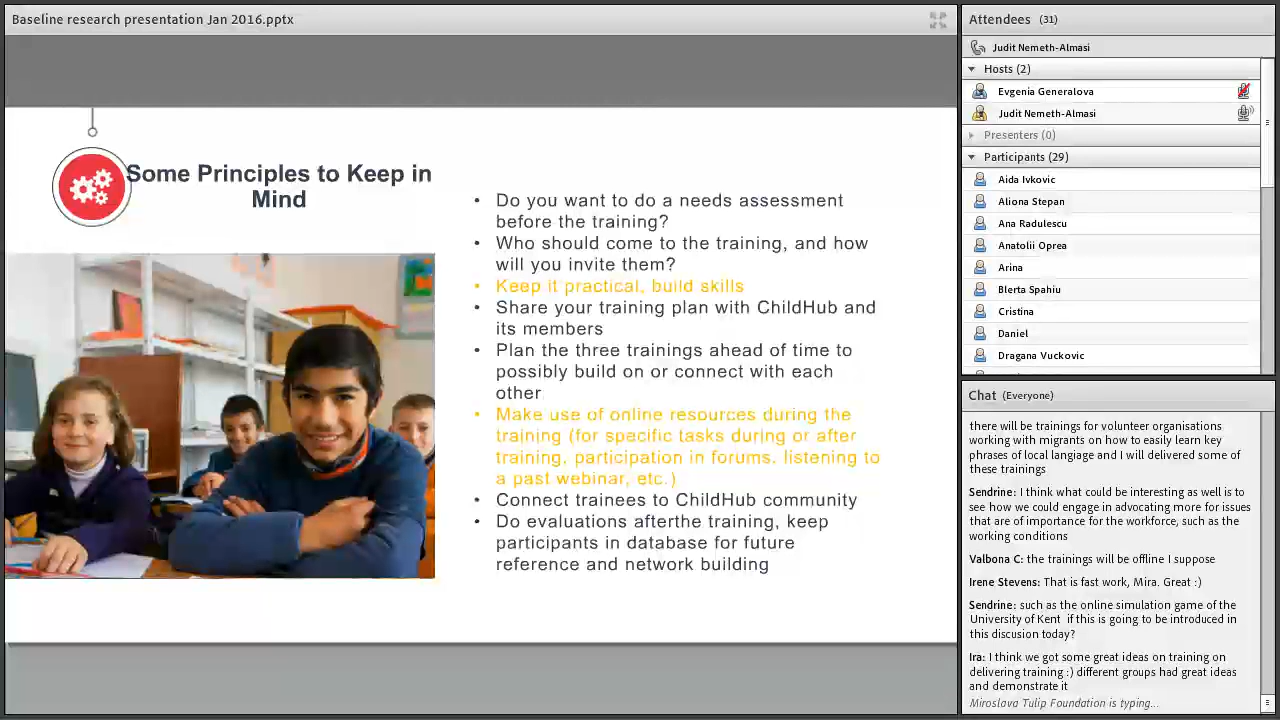 Baseline research presentation Jan 2016.pptx
Some Principles to Keep in
Mind
• Do you want to do a needs assessment
before the training?
• Who should come to the training, and how
will you invite them?
• Keep it practical, build skills
• Share your training plan with ChildHub and
its members
• Plan the three trainings ahead of time to
possibly build on or connect with each
other
• Make use of online resources during the
training (for specific tasks during or after
training, participation in forums. listening to
a past webinar, etc.)
• Connect trainees to ChildHub community
• Do evaluations afterthe training, keep
participants in database for future
reference and network building
Attendees (31)
Judit Nemeth-Almasi
Hosts (2)
Evgenia Generalova
Judit Nemeth-Almasi
Presenters (0)
Participants (29)
Aida Ivkovic
Aliona Stepan
Ana Radulescu
Anatolii Oprea
Arina
Blerta Spahiu
Cristina
Daniel
Dragana Vuckovic
Chat (Everyone)
there will be trainings for volunteer organisations
working with migrants on how to easily learn key
phrases of local langiage and I will delivered some of
these trainings
Sendrine: I think what could be interesting as well is to
see how we could engage in advocating more for issues
that are of importance for the workforce, such as the
working conditions
Valbona C: the trainings will be offline I suppose
Irene Stevens: That is fast work, Mira. Great :)
Sendrine: such as the online simulation game of the
University of Kent if this is going to be introduced in
this discusion today?
Ira: I think we got some great ideas on training on
delivering training :) different groups had great ideas
and demonstrate it
Miroslava Tulip Foundation is typing...